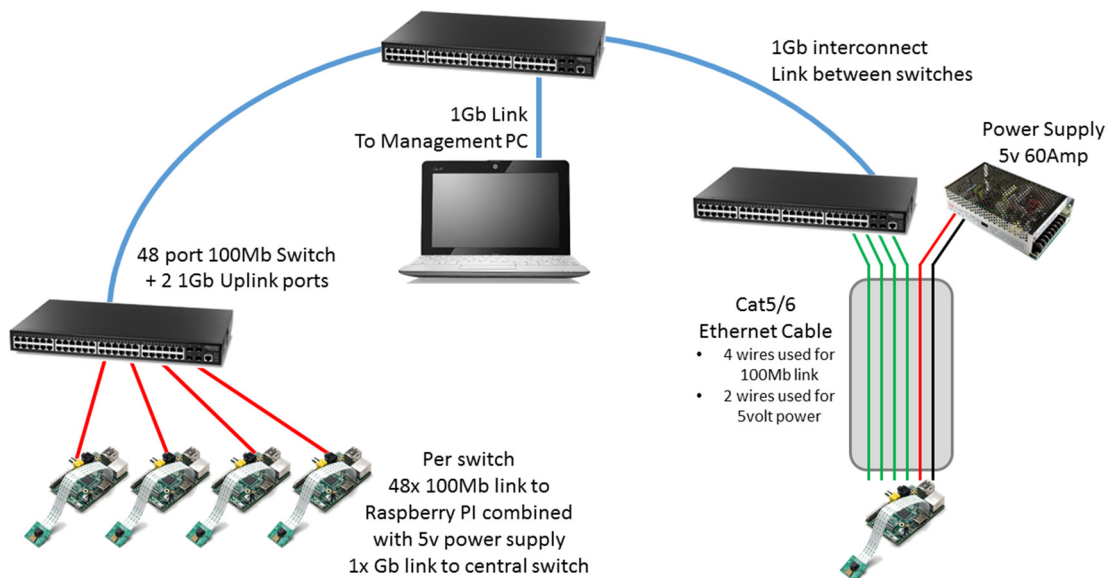 1Gb interconnect
Link between switches
1Gb Link
To Management PC
Power Supply
5v 60Amp
48 port 100Mb Switch
+ 2 1Gb Uplink ports
Cat5/6
Ethernet Cable
• 4 wires used for
100Mb link
• 2 wires used for
5volt power
Per switch
48x 100Mb link to
Raspberry PI combined
with 5v power supply
1x Gb link to central switch